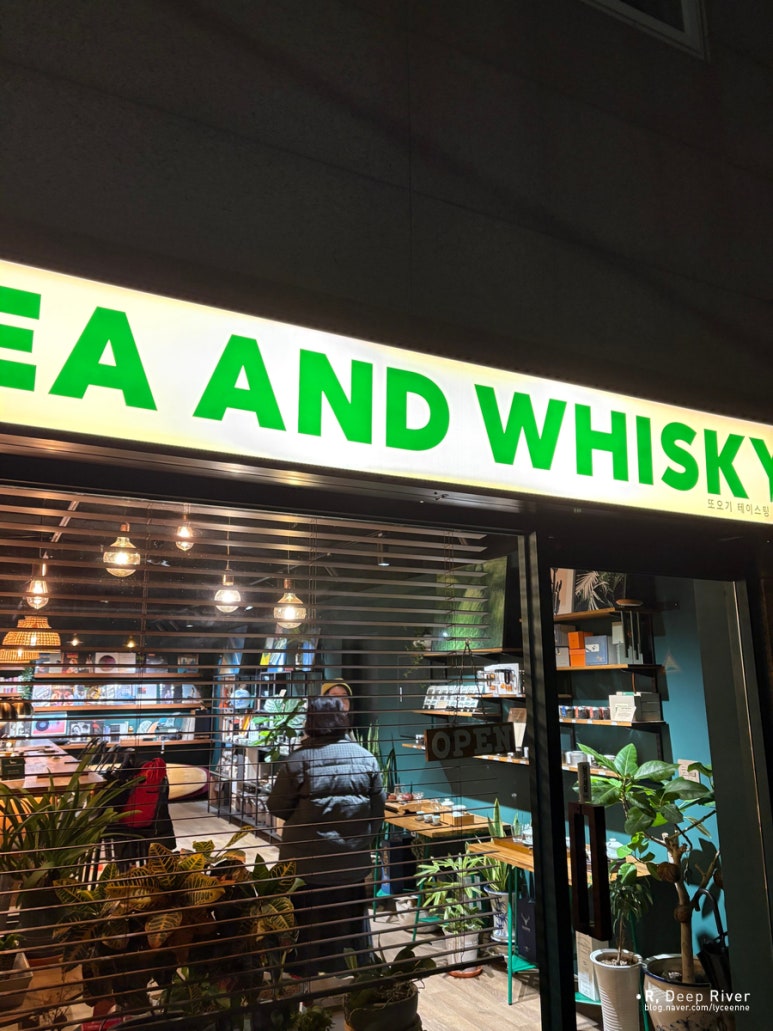 EA AND WHISKY
또오기 테이스팅
OPEN
R, Deep River
blog.naver.com/lyceenne